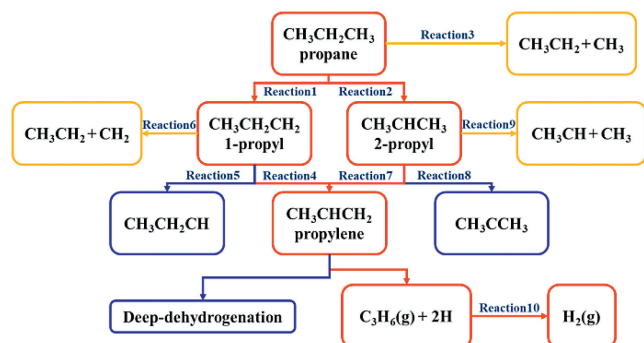 CH₃CH₂CH₃
propane
Reaction3
CH₃CH₂ + CH₃
Reaction1
Reaction2
CH₃CH₂ + CH₂
Reaction6
CH₃CH₂CH₂
1-propyl
CH₃CHCH₃
2-propyl
Reaction9
CH₃CH + CH₃
Reaction5
Reaction4
Reaction7
Reaction8
CH₃CH₂CH
CH₃CHCH₂
propylene
CH₃CCH₃
Deep-dehydrogenation
C₃H₆(g) + 2H
Reaction10
H₂(g)